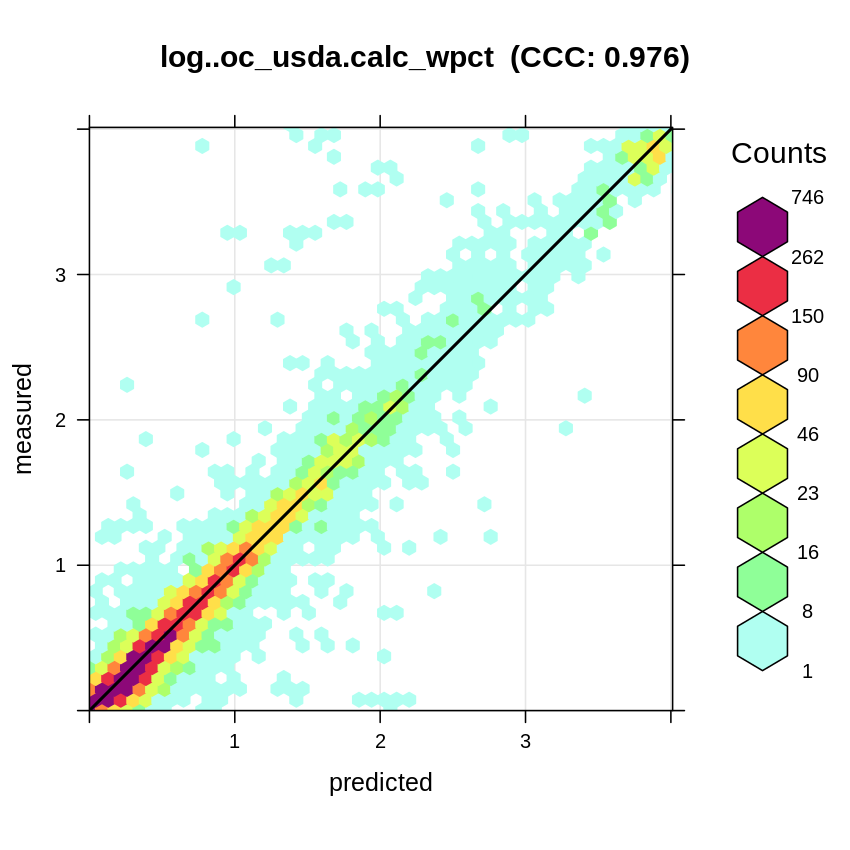 log..oc_usda.calc_wpct (CCC: 0.976)
Counts
746
262
150
90
46
23
16
8
1
measured
3
2
1
1 2 3
predicted